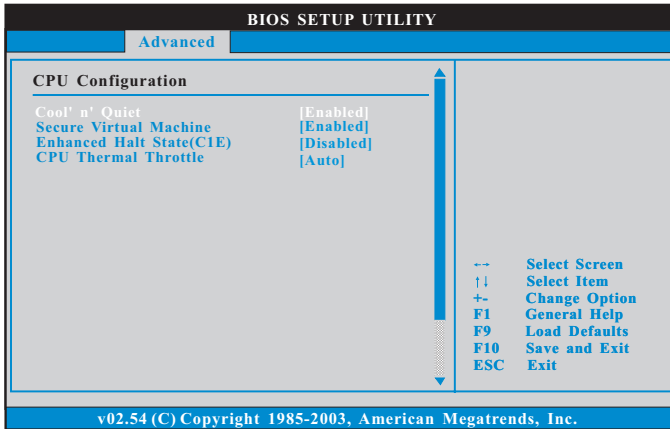 BIOS SETUP UTILITY
Advanced
CPU Configuration
Cool' n' Quiet [Enabled]
Secure Virtual Machine [Enabled]
Enhanced Halt State(C1E) [Disabled]
CPU Thermal Throttle [Auto]
←→ Select Screen
↑↓ Select Item
+- Change Option
F1 General Help
F9 Load Defaults
F10 Save and Exit
ESC Exit
v02.54 (C) Copyright 1985-2003, American Megatrends, Inc.